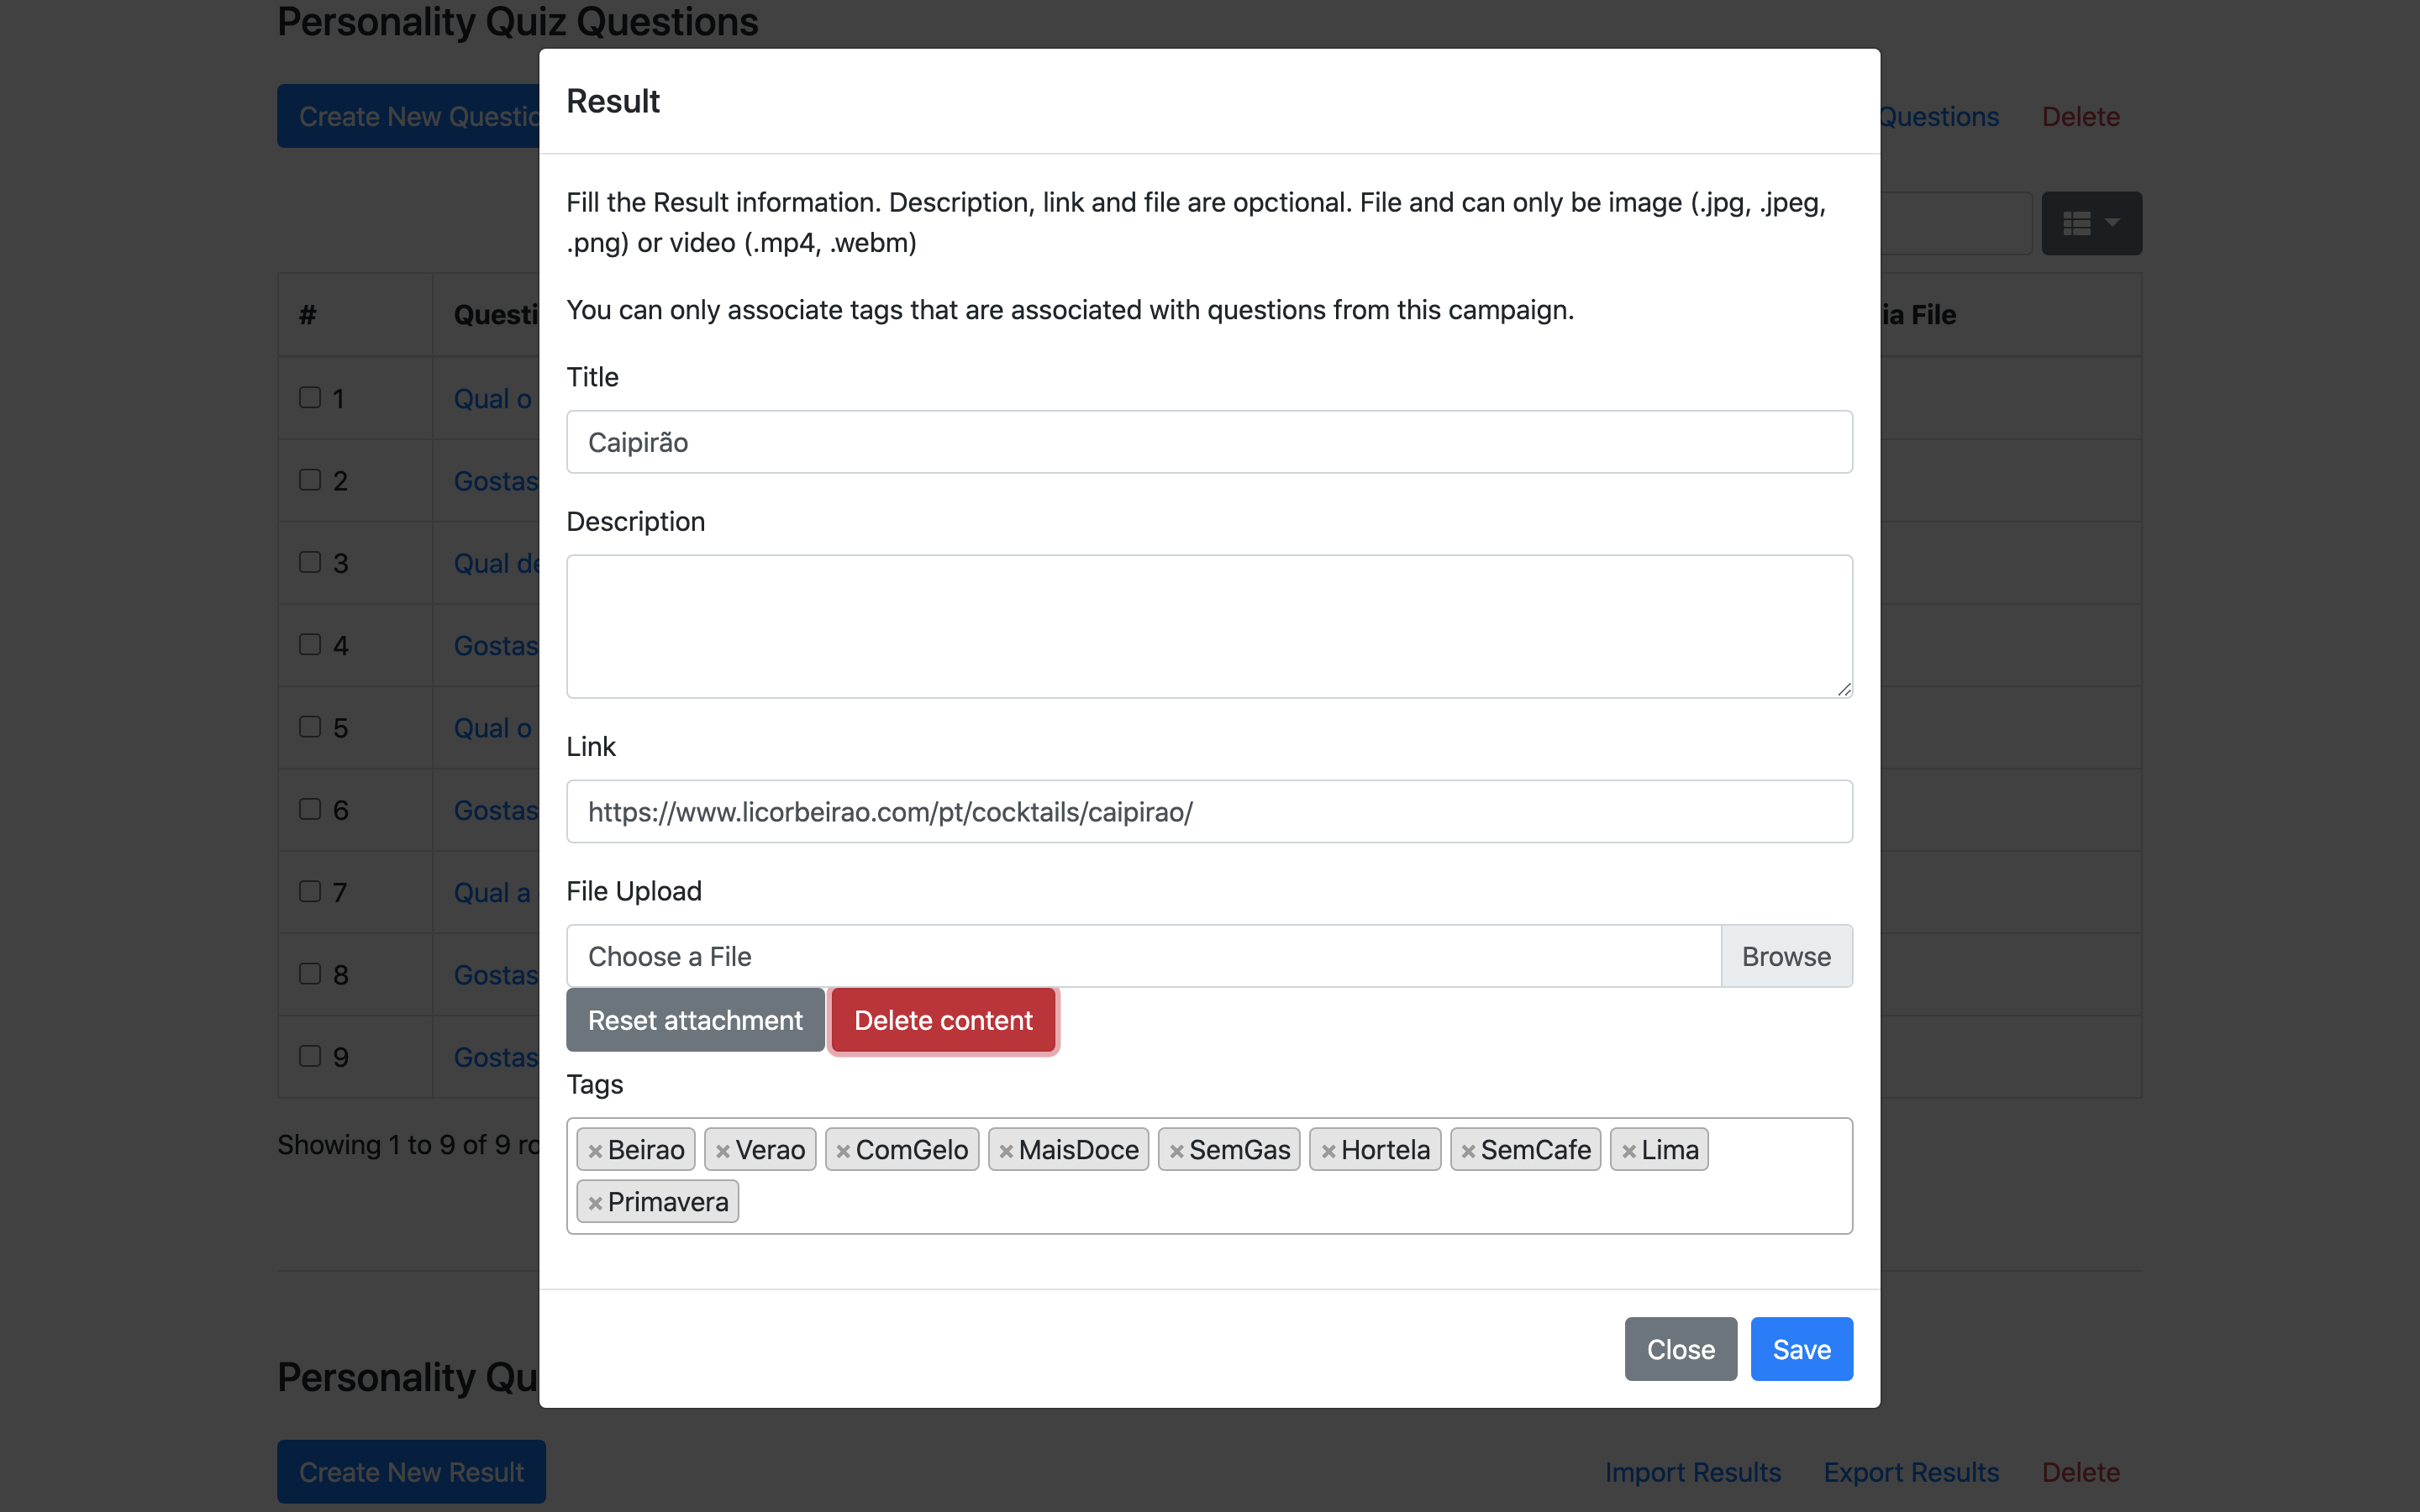 Personality Quiz Questions
Create New Questio
Questions
Delete
#
Questi
ia File
1
Qual o
2
Gostas
3
Qual de
4
Gostas
5
Qual o
6
Gostas
7
Qual a
8
Gostas
9
Gostas
Showing 1 to 9 of 9 ro
Result
Fill the Result information. Description, link and file are opctional. File and can only be image (.jpg, .jpeg,
.png) or video (.mp4, .webm)
You can only associate tags that are associated with questions from this campaign.
Title
Caipirão
Description
Link
https://www.licorbeirao.com/pt/cocktails/caipirao/
File Upload
Choose a File
Browse
Reset attachment
Delete content
Tags
× Beirao × Verao × ComGelo × MaisDoce × SemGas × Hortela × SemCafe × Lima
× Primavera
Close
Save
Personality Qu
Create New Result
Import Results
Export Results
Delete